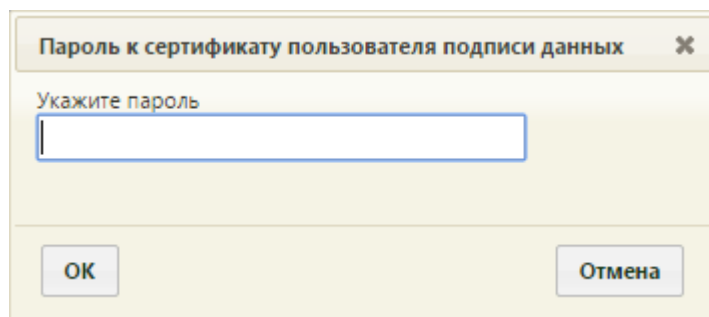 Пароль к сертификату пользователя подписи данных
Укажите пароль
ОК Отмена